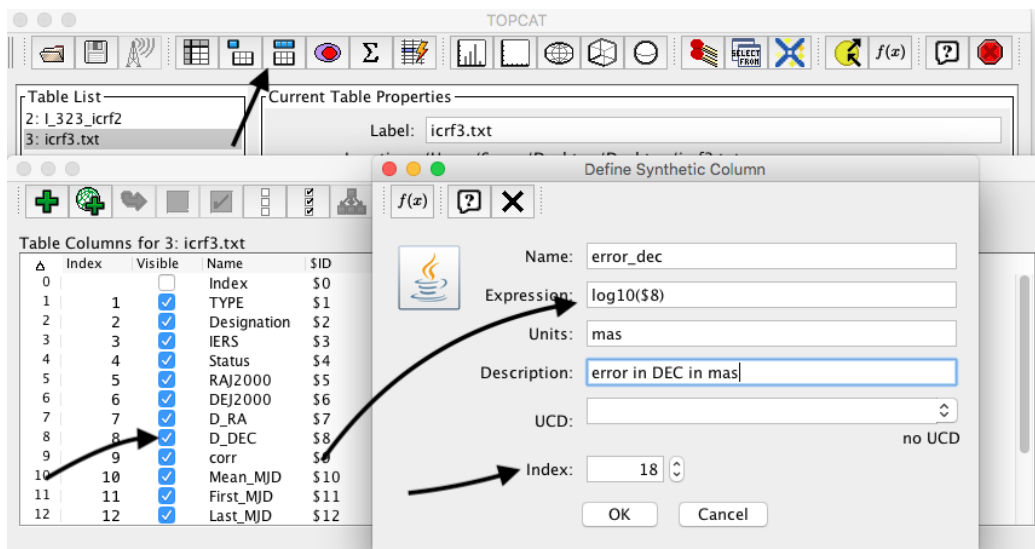 TOPCAT
Σ SELECT FROM f(x) ?
Table List
2: I_323_icrf2
3: icrf3.txt
Current Table Properties
Label: icrf3.txt
Table Columns for 3: icrf3.txt
Index Visible Name $ID
0 Index $0
1 1 TYPE $1
2 2 Designation $2
3 3 IERS $3
4 4 Status $4
5 5 RAJ2000 $5
6 6 DEJ2000 $6
7 7 D_RA $7
8 8 D_DEC $8
9 9 corr $9
10 10 Mean_MJD $10
11 11 First_MJD $11
12 12 Last_MJD $12
Define Synthetic Column
f(x) ?
Name: error_dec
Expression: log10($8)
Units: mas
Description: error in DEC in mas
UCD:
no UCD
Index: 18
OK Cancel